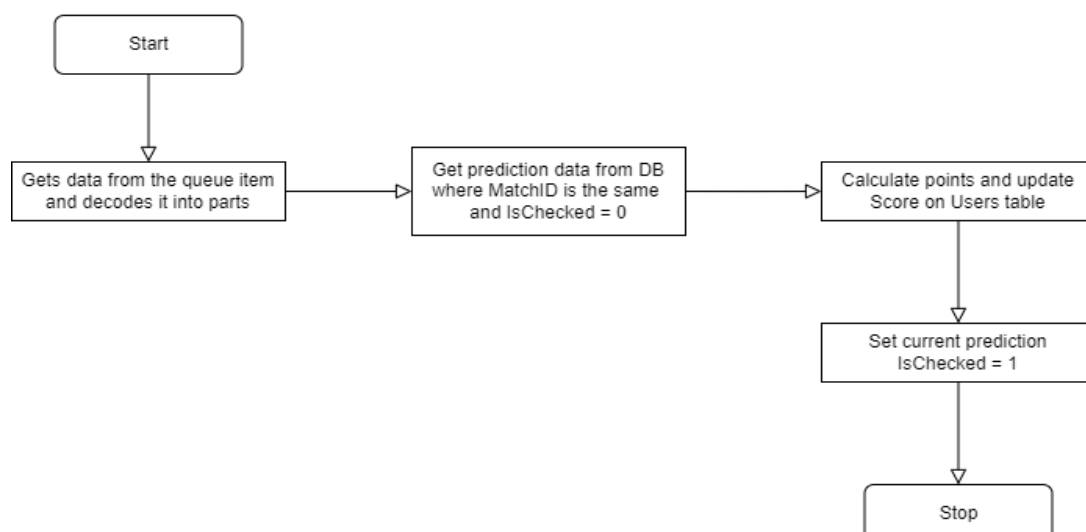 Start
Gets data from the queue item
and decodes it into parts
Get prediction data from DB
where MatchID is the same
and IsChecked = 0
Calculate points and update
Score on Users table
Set current prediction
IsChecked = 1
Stop